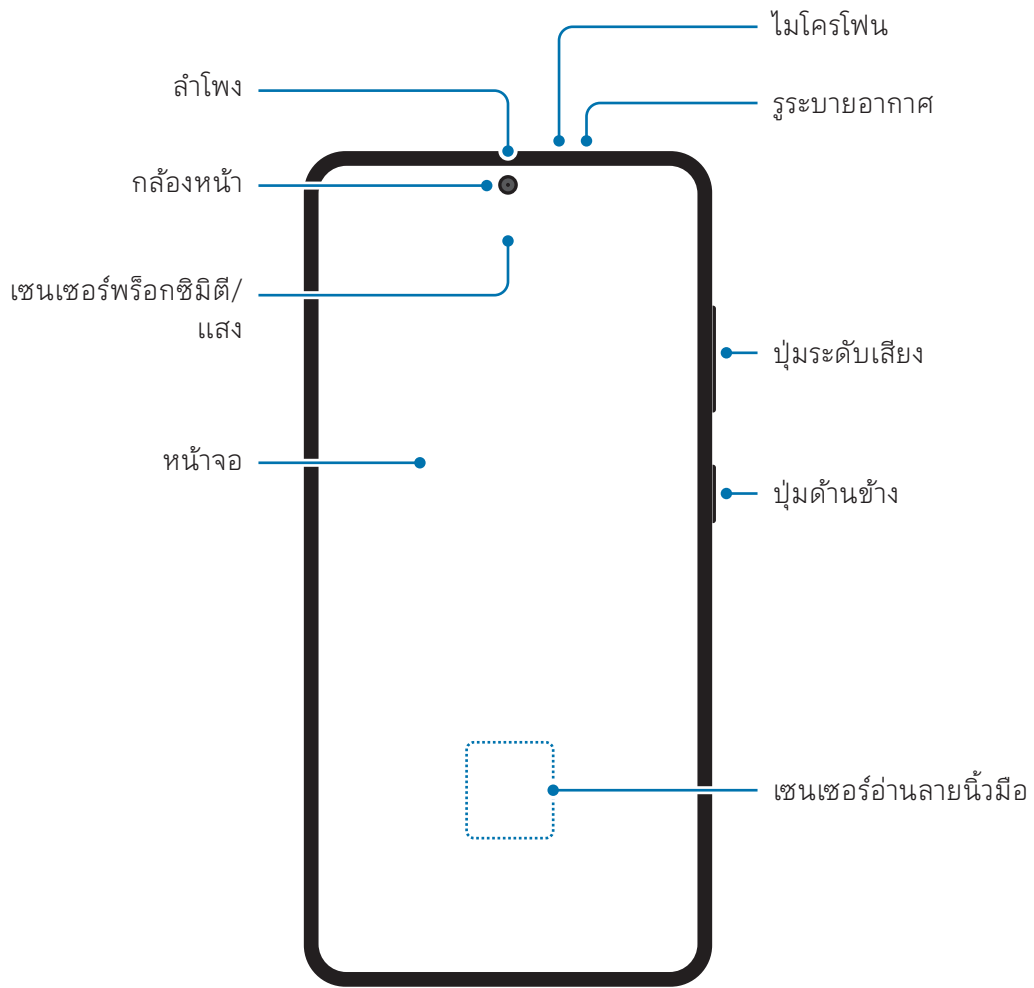 ไมโครโฟน
ลำโพง
รูระบายอากาศ
กล้องหน้า
เซนเซอร์พร็อกซิมิตี/
แสง
ปุ่มระดับเสียง
หน้าจอ
ปุ่มด้านข้าง
เซนเซอร์อ่านลายนิ้วมือ